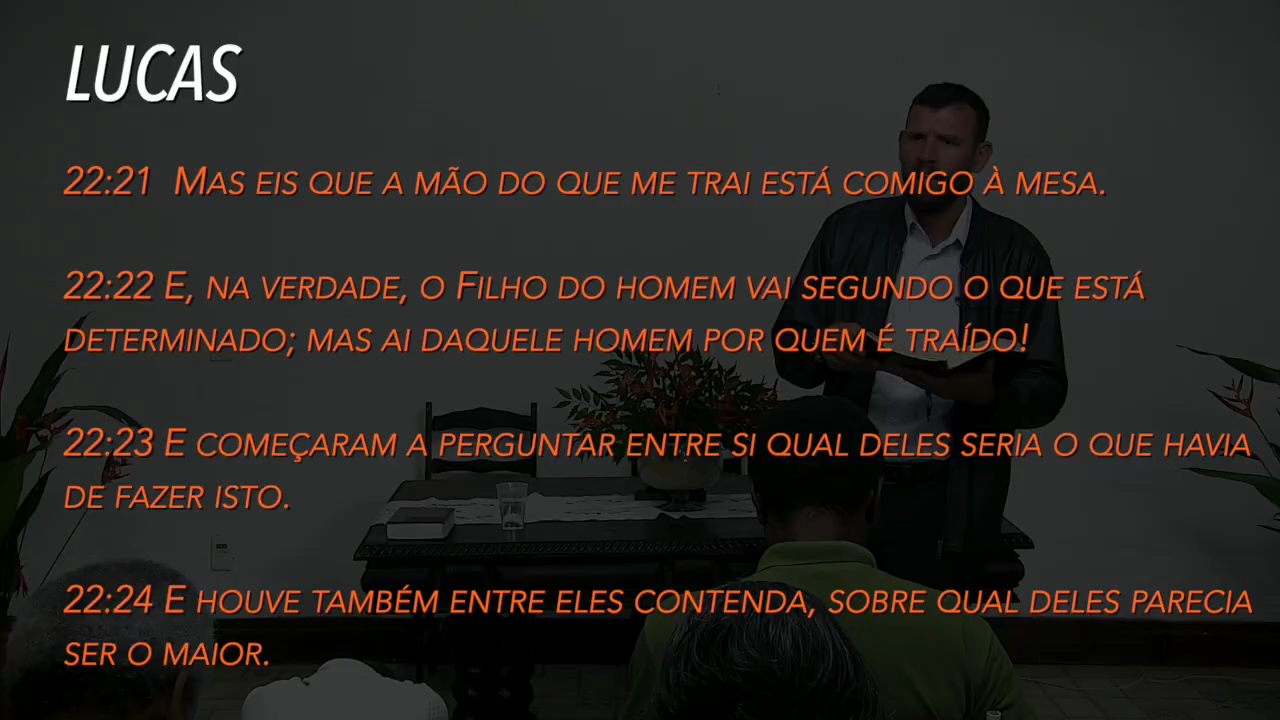 LUCAS
22:21 Mas eis que a mão do que me trai está comigo à mesa.
22:22 E, na verdade, o Filho do homem vai segundo o que está
determinado; mas ai daquele homem por quem é traído!
22:23 E começaram a perguntar entre si qual deles seria o que havia
de fazer isto.
22:24 E houve também entre eles contenda, sobre qual deles parecia
ser o maior.